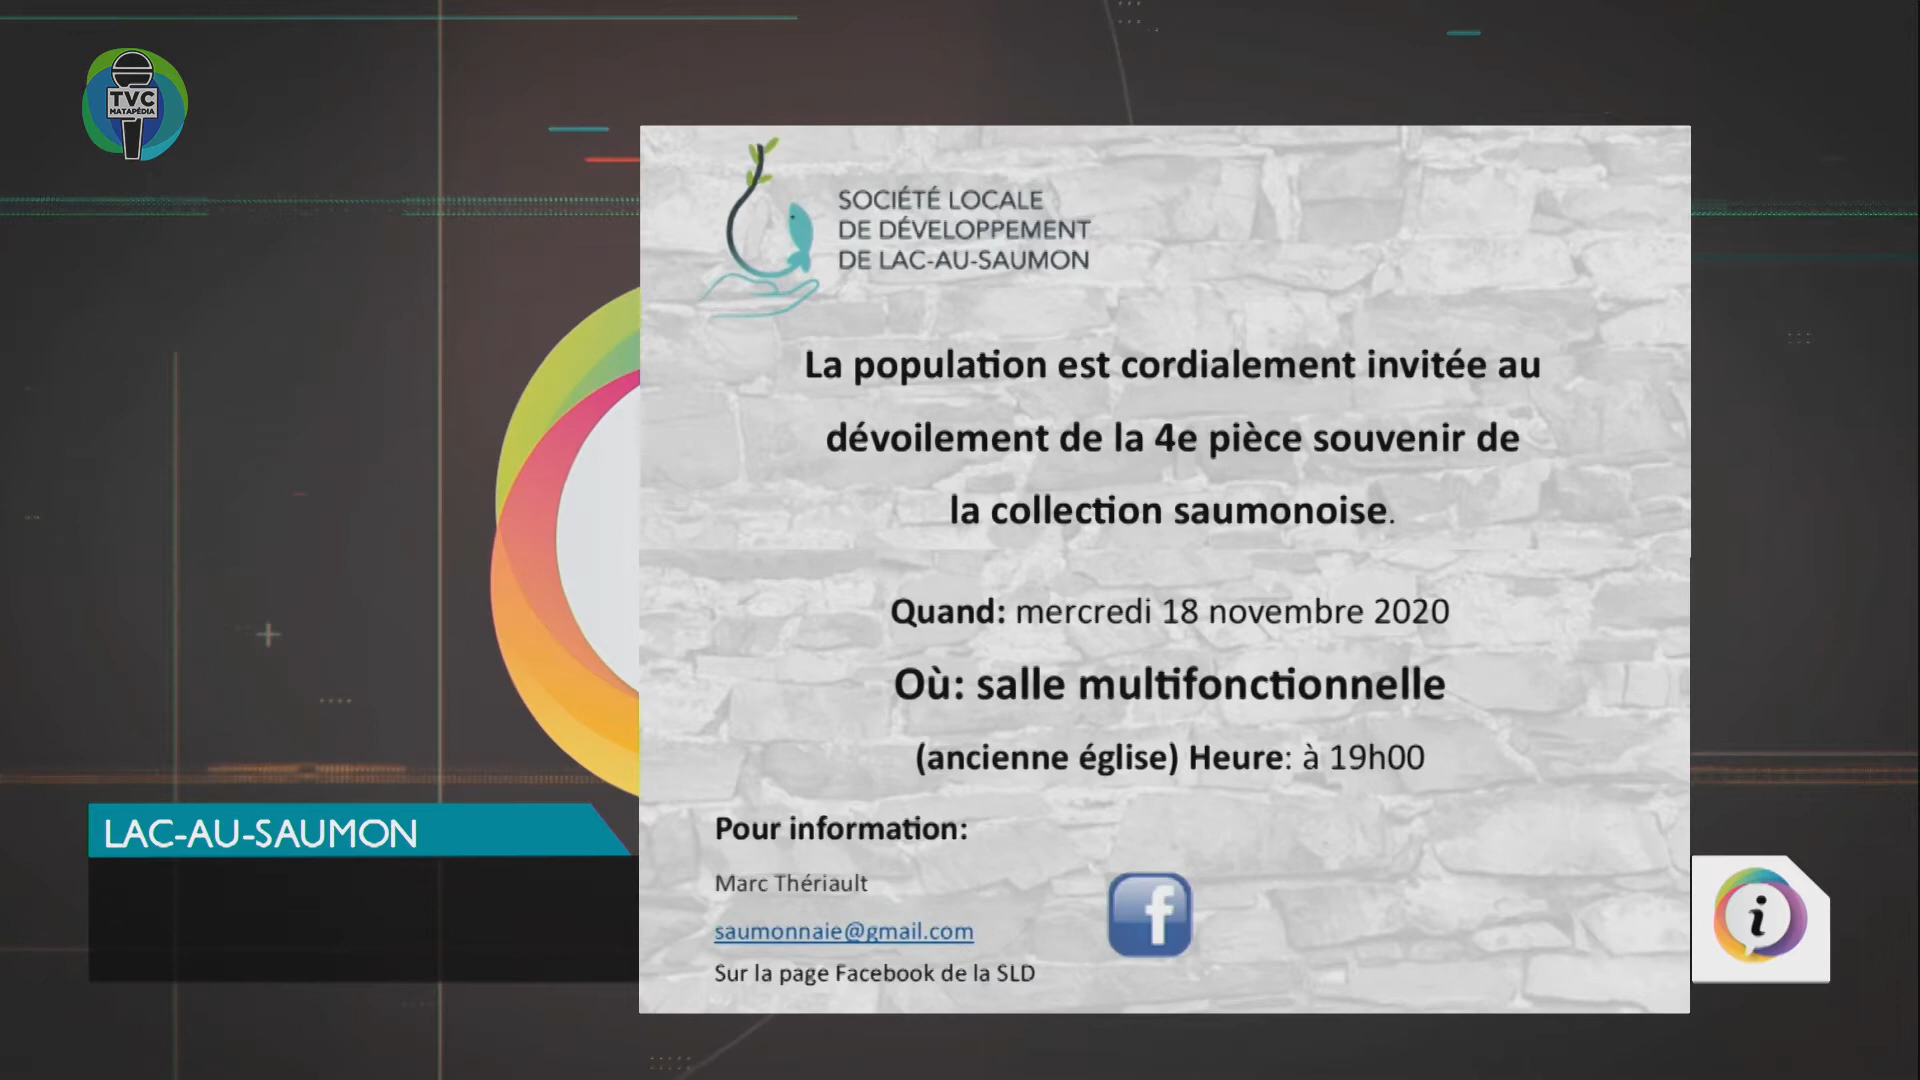 TVC
MATAPÉDIA
SOCIÉTÉ LOCALE
DE DÉVELOPPEMENT
DE LAC-AU-SAUMON
La population est cordialement invitée au
dévoilement de la 4e pièce souvenir de
la collection saumonoise.
Quand: mercredi 18 novembre 2020
Où: salle multifonctionnelle
(ancienne église) Heure: à 19h00
Pour information:
Marc Thériault
saumonnaie@gmail.com
Sur la page Facebook de la SLD
f
LAC-AU-SAUMON
i